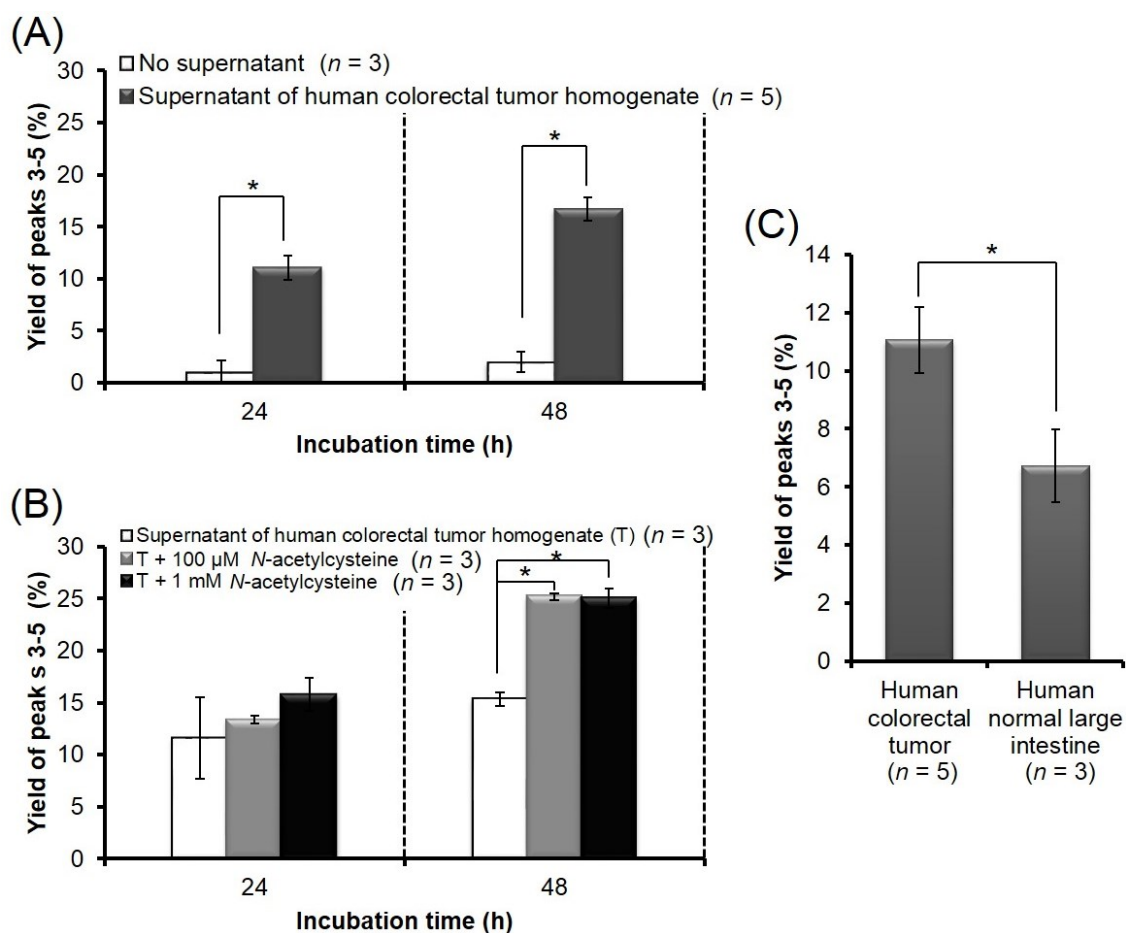 (A)
No supernatant (n = 3)
Supernatant of human colorectal tumor homogenate (n = 5)
Yield of peaks 3-5 (%)
30
25
20
15
10
5
0
*
*
24
48
Incubation time (h)
(B)
Supernatant of human colorectal tumor homogenate (T) (n = 3)
T + 100 μM N-acetylcysteine (n = 3)
T + 1 mM N-acetylcysteine (n = 3)
Yield of peak s 3-5 (%)
30
25
20
15
10
5
0
*
*
24
48
Incubation time (h)
(C)
Yield of peaks 3-5 (%)
14
12
10
8
6
4
2
0
*
Human
colorectal
tumor
(n = 5)
Human
normal large
intestine
(n = 3)